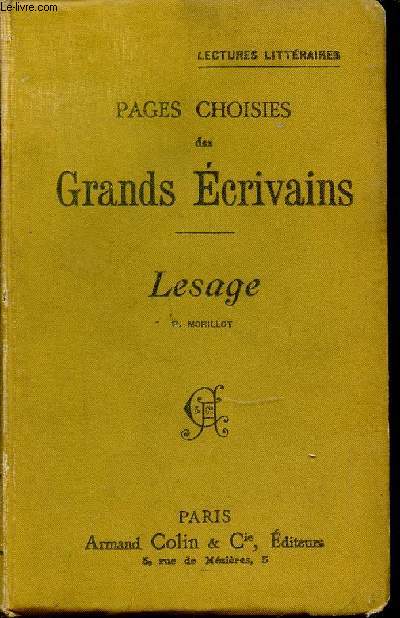 Le-livre.com
LECTURES LITTÉRAIRES
PAGES CHOISIES
des
Grands Écrivains
Lesage
P. MORILLOT
PARIS
Armand Colin & Cie, Éditeurs
5, rue de Mézières, 5